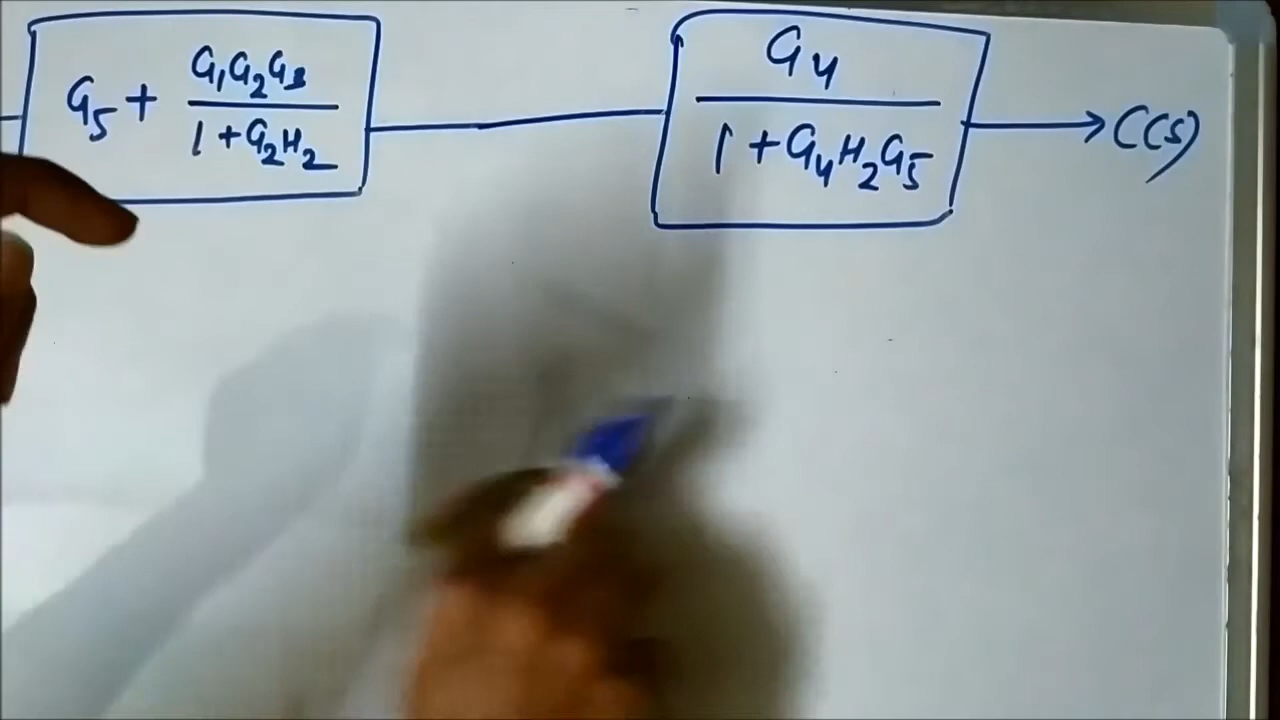 G₅ + G₁G₂G₃ / 1 + G₂H₂
G₄ / 1 + G₄H₂G₅
C(s)